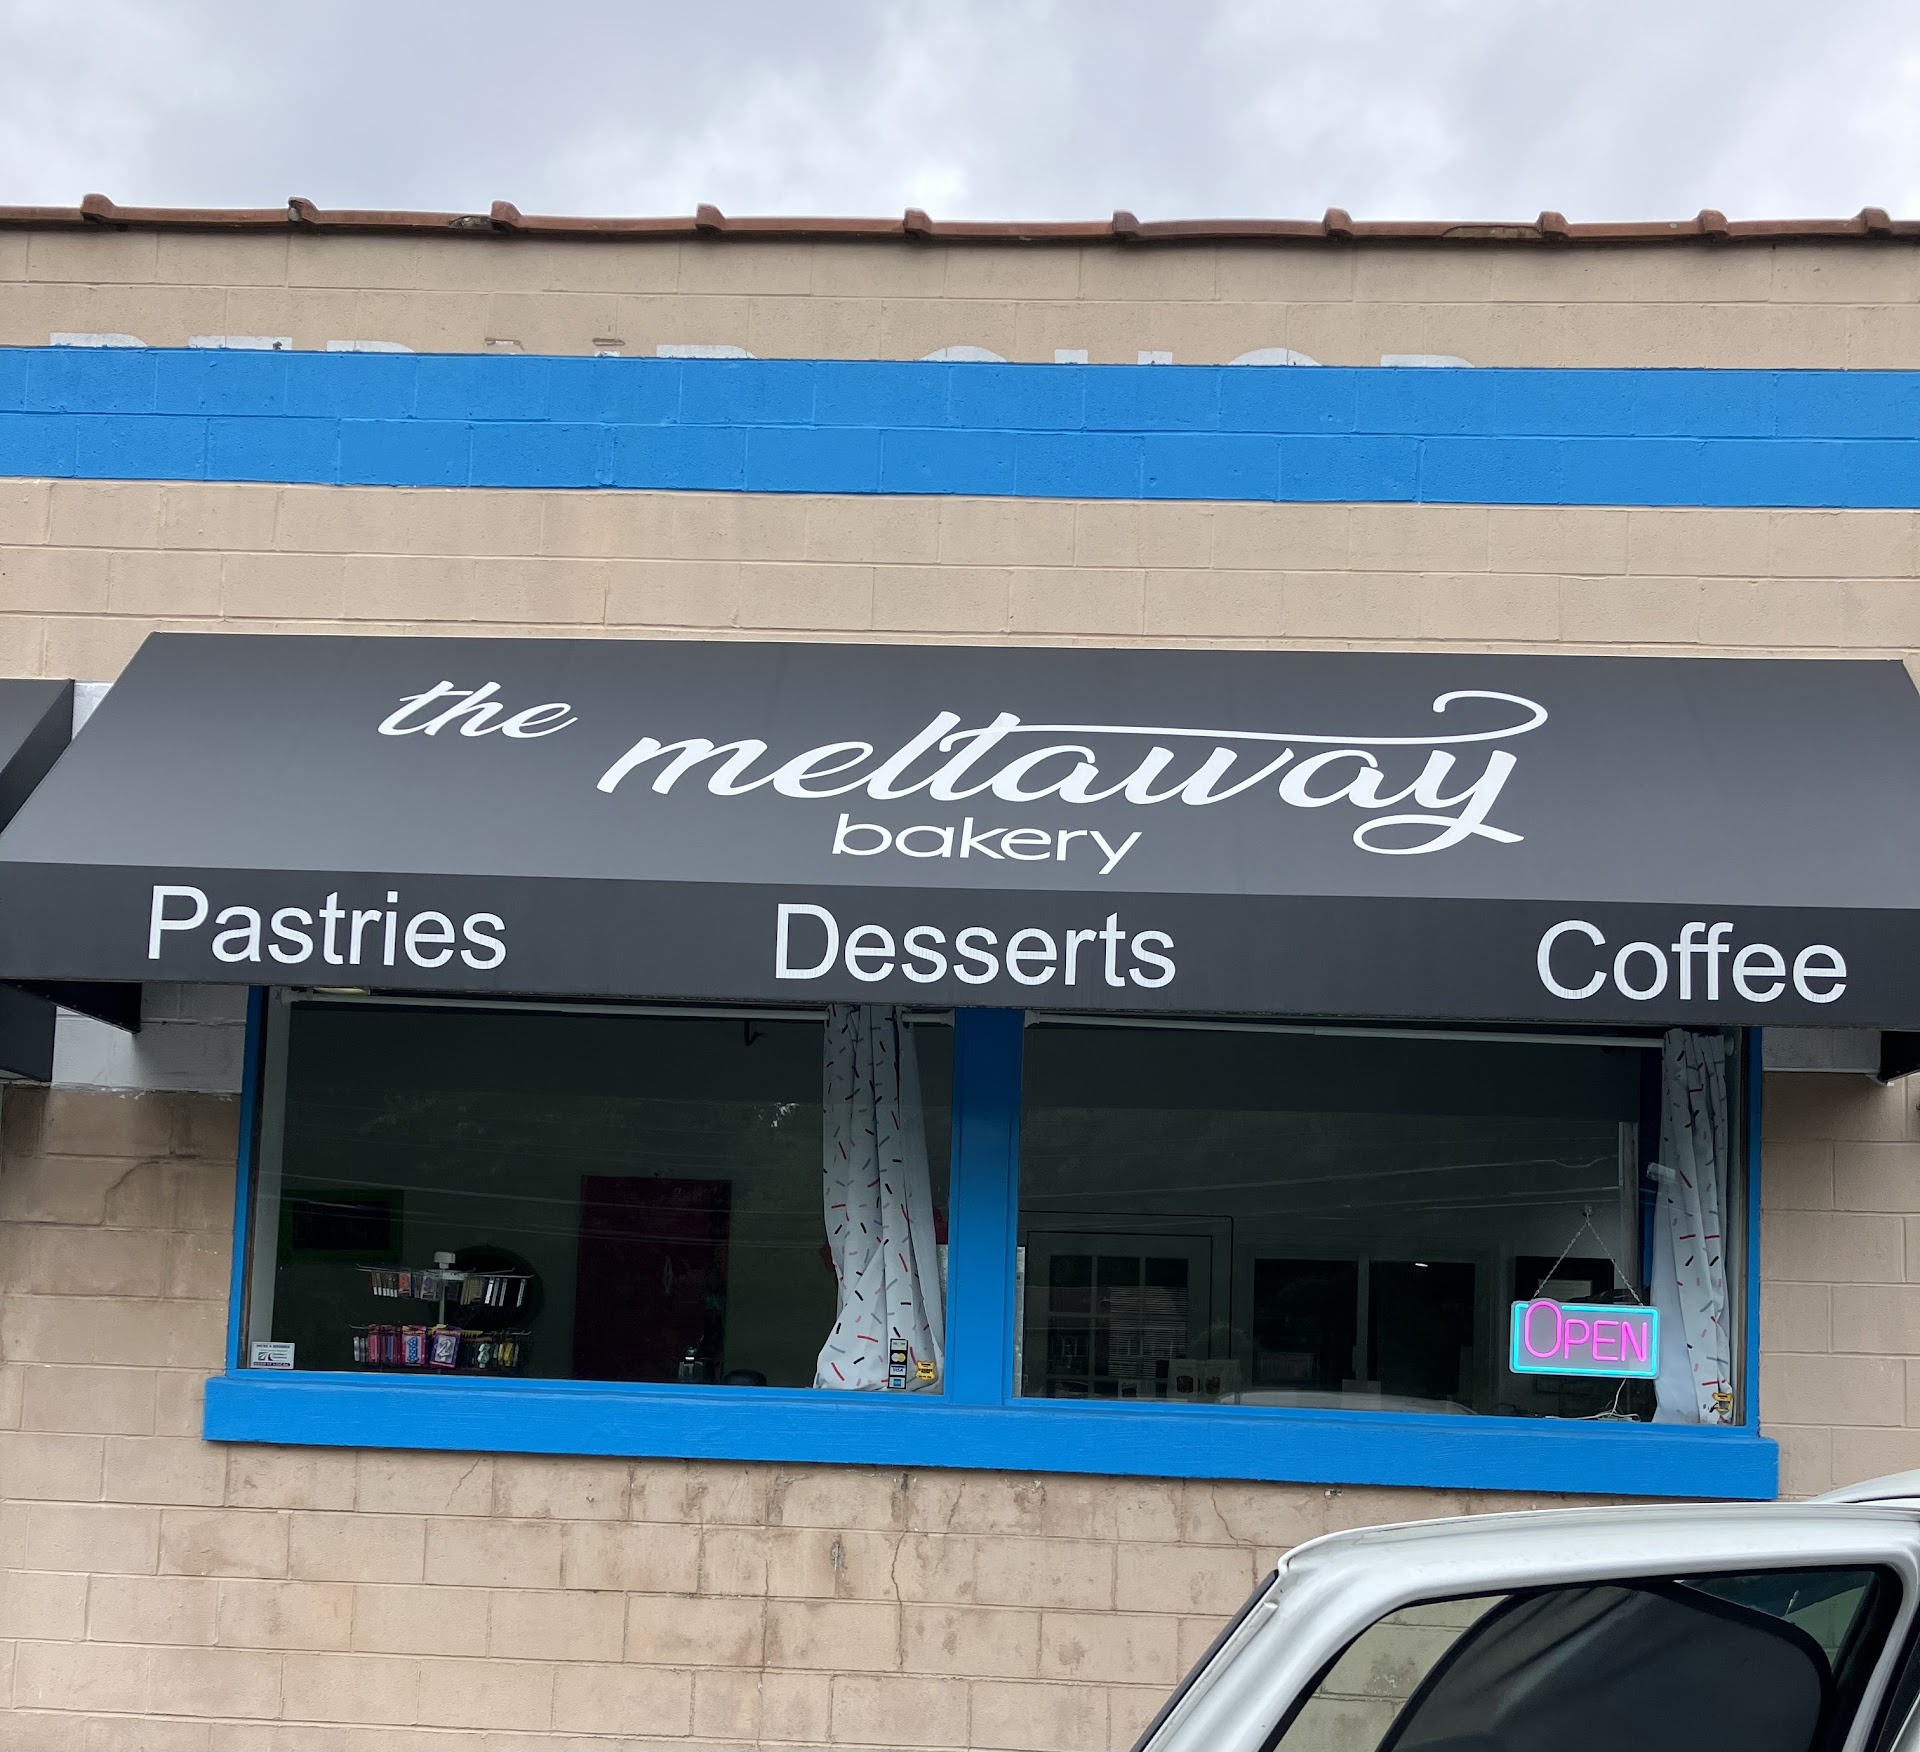 the
meltaway
bakery
Pastries Desserts Coffee
OPEN